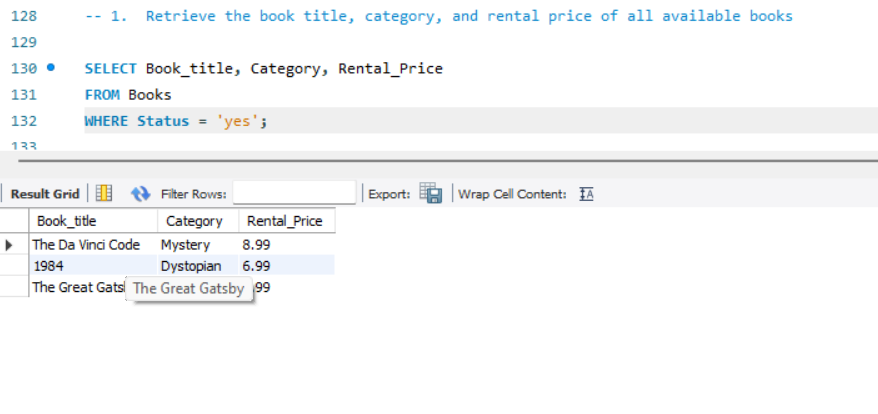 128 -- 1. Retrieve the book title, category, and rental price of all available books
129
130 SELECT Book_title, Category, Rental_Price
131 FROM Books
132 WHERE Status = 'yes';
133
Result Grid Filter Rows: Export: Wrap Cell Content:
Book_title Category Rental_Price
The Da Vinci Code Mystery 8.99
1984 Dystopian 6.99
The Great Gatsby .99